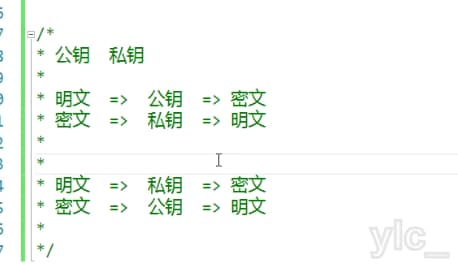 /*
* 公钥 私钥
*
* 明文 => 公钥 => 密文
* 密文 => 私钥 => 明文
*
*
* 明文 => 私钥 => 密文
* 密文 => 公钥 => 明文
*
*/
ylc_